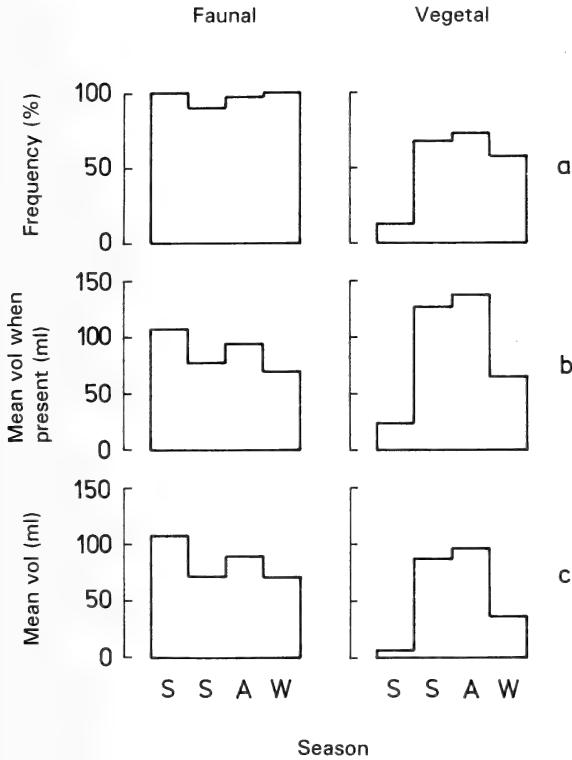 Faunal Vegetal
Frequency (%)
100
50
0
a
Mean vol when
present (ml)
150
100
50
0
b
Mean vol (ml)
150
100
50
0
c
S S A W S S A W
Season